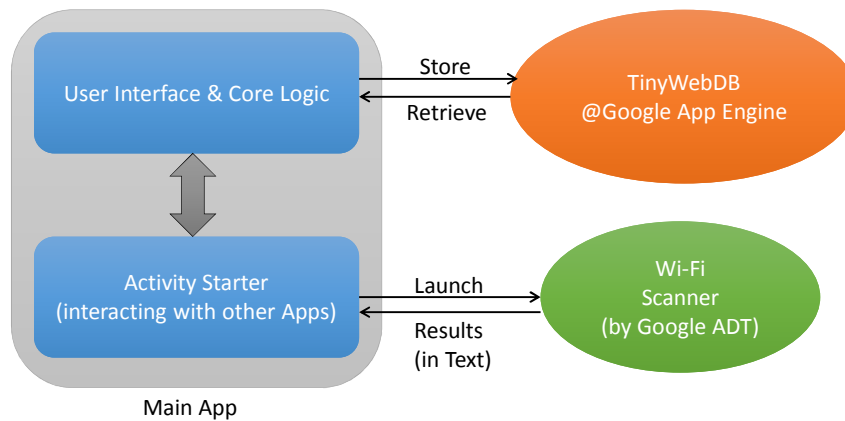 User Interface & Core Logic
Store
Retrieve
TinyWebDB
@Google App Engine
Activity Starter
(interacting with other Apps)
Launch
Results
(in Text)
Wi-Fi
Scanner
(by Google ADT)
Main App